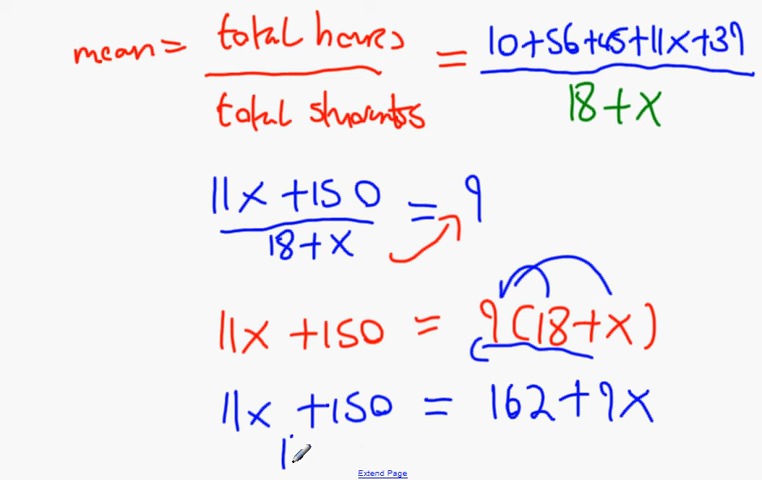 mean = total hours / total students = 10+56+45+11x+39 / 18+x
11x+150 / 18+x = 9
11x+150 = 9(18+x)
11x+150 = 162+9x
1
Extend Page